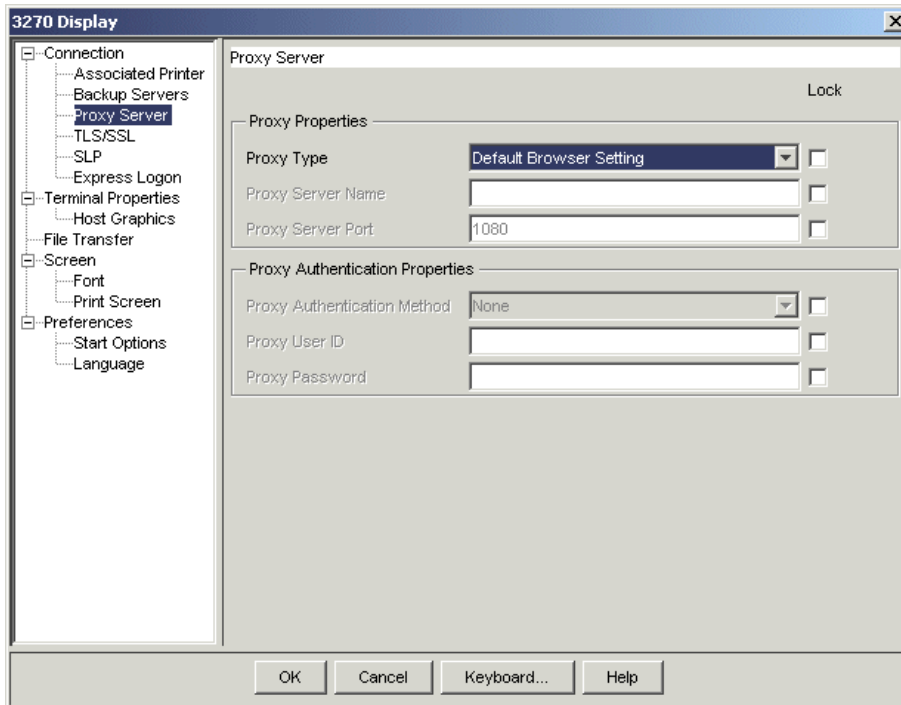 3270 Display
Connection
Associated Printer
Backup Servers
Proxy Server
TLS/SSL
SLP
Express Logon
Terminal Properties
Host Graphics
File Transfer
Screen
Font
Print Screen
Preferences
Start Options
Language
Proxy Server
Lock
Proxy Properties
Proxy Type Default Browser Setting
Proxy Server Name
Proxy Server Port 1080
Proxy Authentication Properties
Proxy Authentication Method None
Proxy User ID
Proxy Password
OK Cancel Keyboard... Help